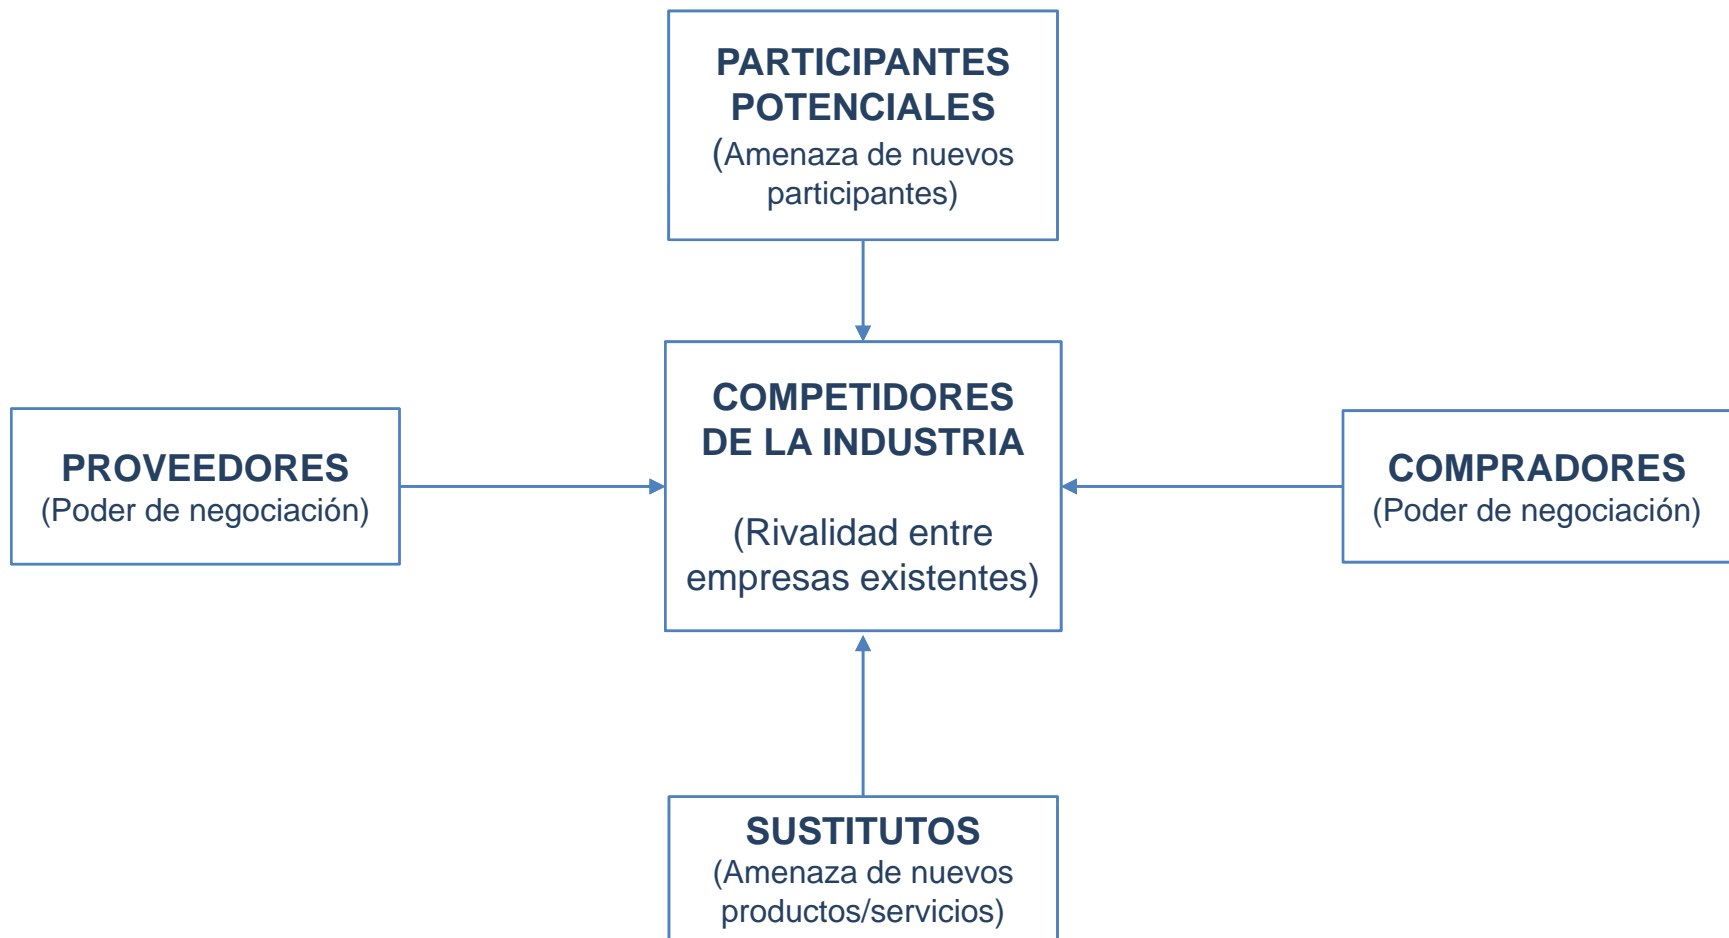 PARTICIPANTES
POTENCIALES
(Amenaza de nuevos
participantes)
COMPETIDORES
DE LA INDUSTRIA
(Rivalidad entre
empresas existentes)
PROVEEDORES
(Poder de negociación)
COMPRADORES
(Poder de negociación)
SUSTITUTOS
(Amenaza de nuevos
productos/servicios)